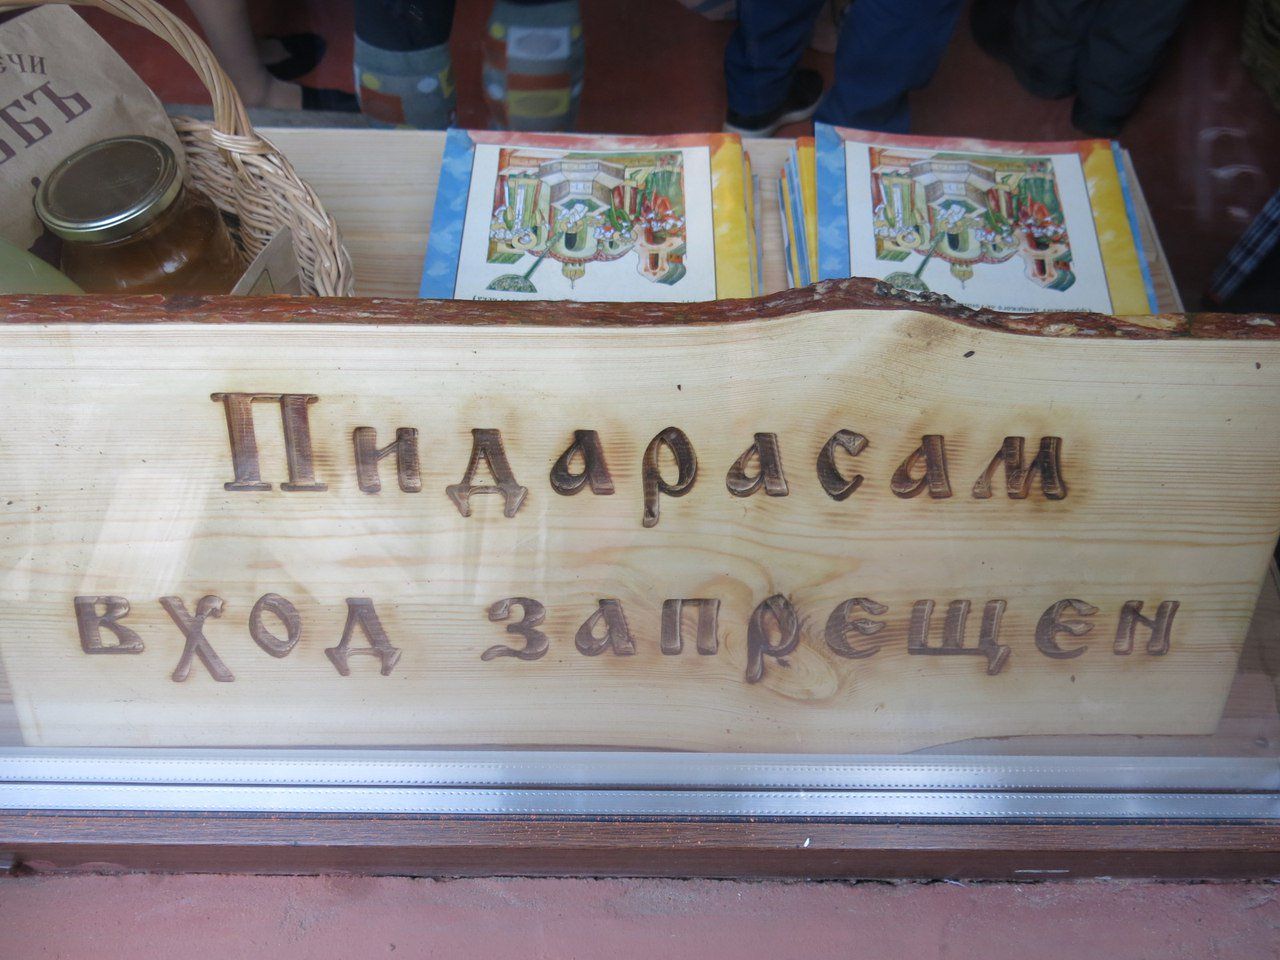 Пидарасам
вход запрещен